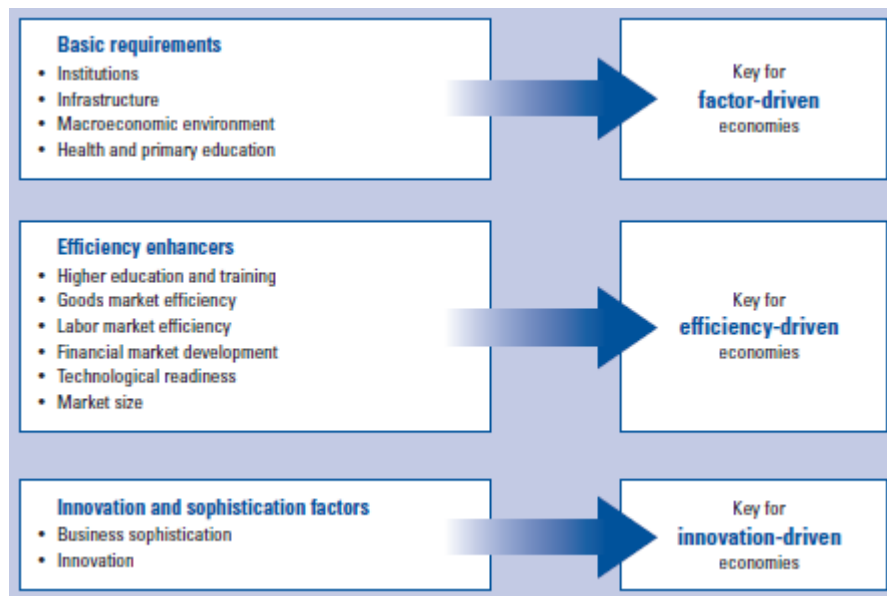 Basic requirements
• Institutions
• Infrastructure
• Macroeconomic environment
• Health and primary education
Key for
factor-driven
economies
Efficiency enhancers
• Higher education and training
• Goods market efficiency
• Labor market efficiency
• Financial market development
• Technological readiness
• Market size
Key for
efficiency-driven
economies
Innovation and sophistication factors
• Business sophistication
• Innovation
Key for
innovation-driven
economies